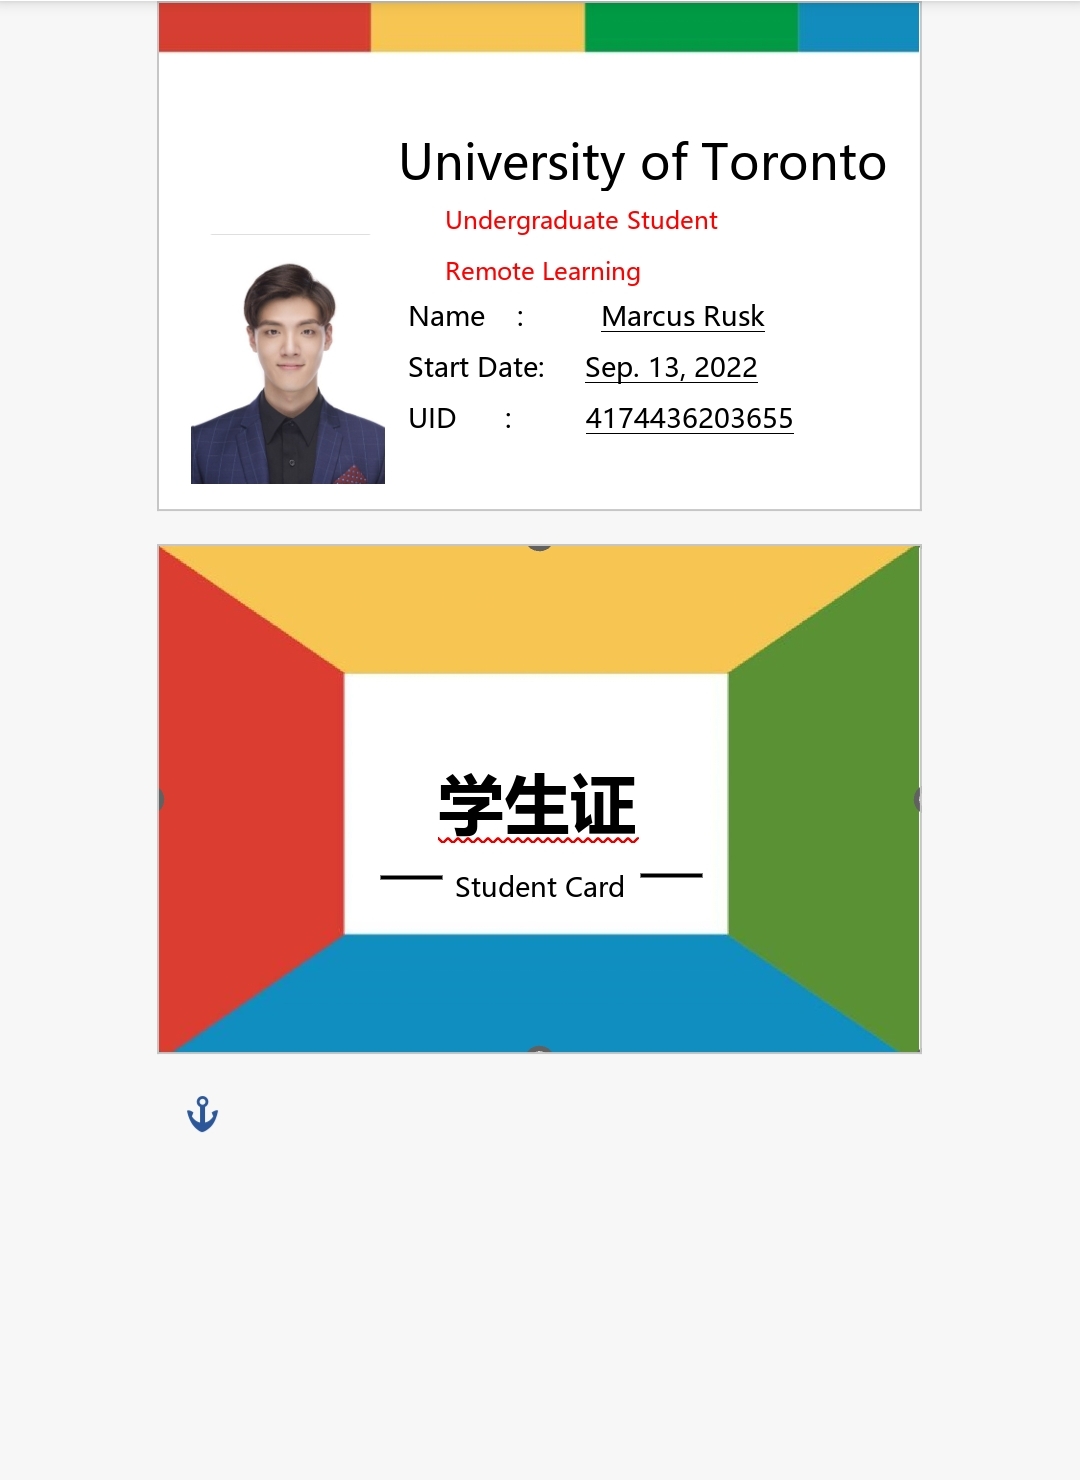 University of Toronto
Undergraduate Student
Remote Learning
Name : Marcus Rusk
Start Date: Sep. 13, 2022
UID : 4174436203655
学生证
Student Card